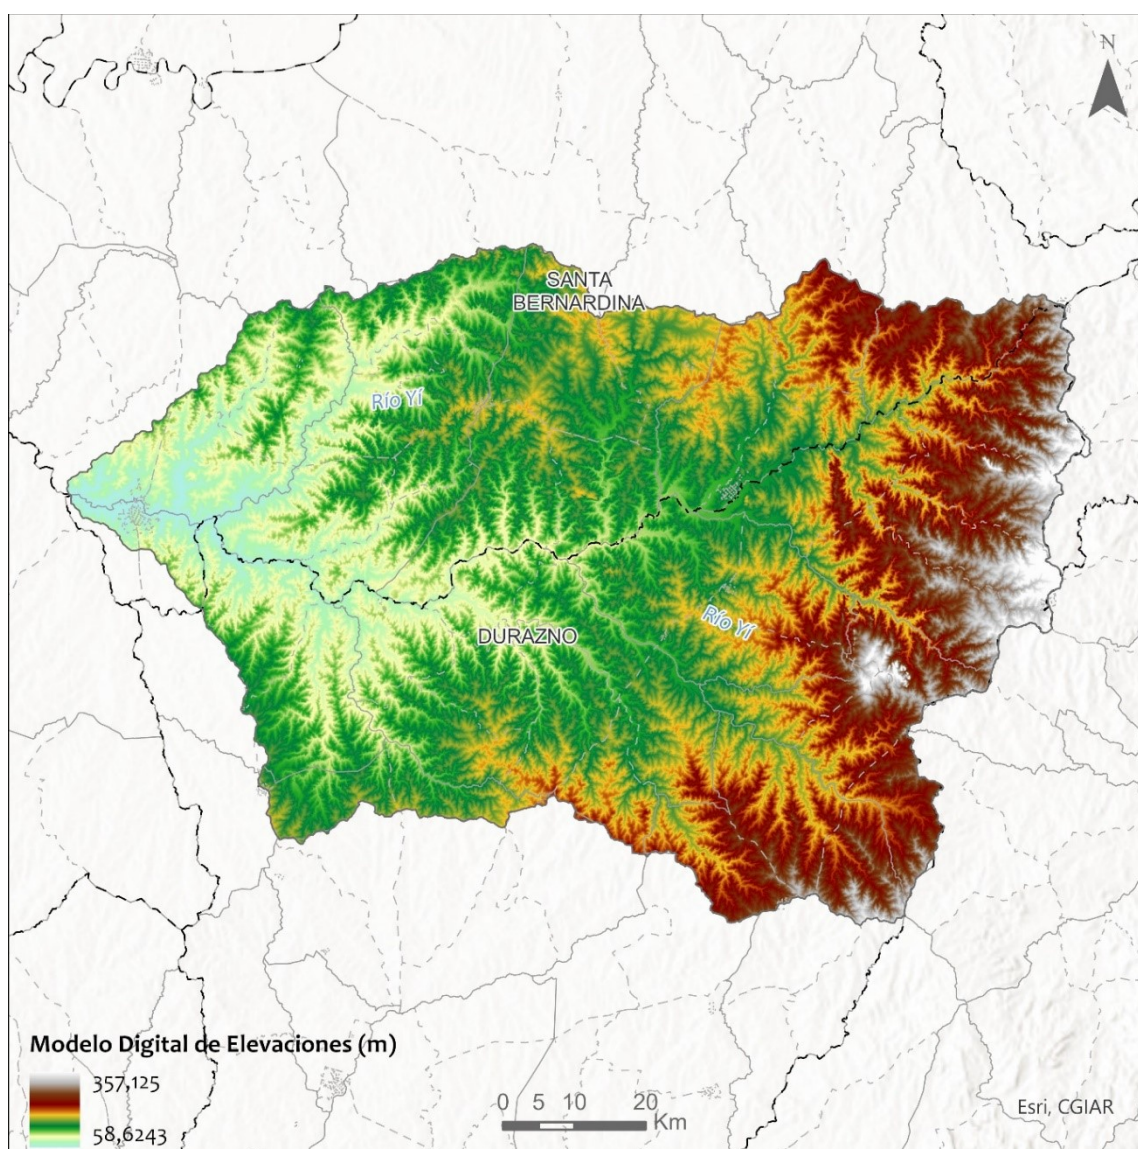 N
SANTA
BERNARDINA
Río Yí
Río Yí
DURAZNO
Modelo Digital de Elevaciones (m)
357,125
58,6243
0 5 10 20
Km
Esri, CGIAR